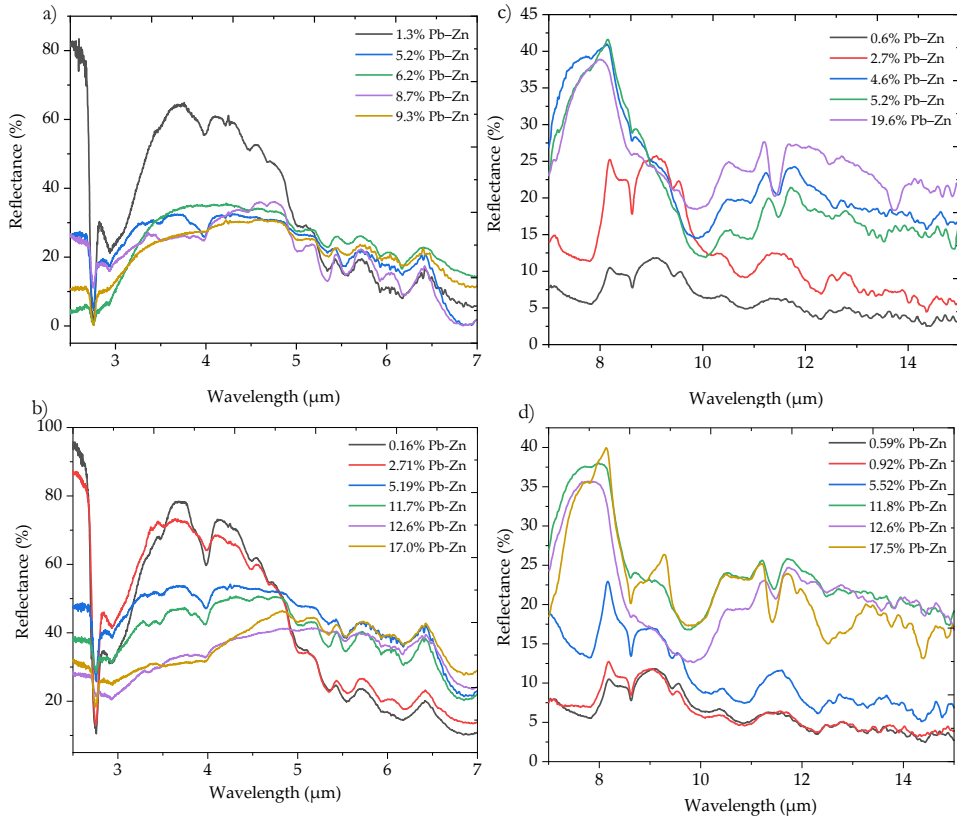 a)
1.3% Pb–Zn
5.2% Pb–Zn
6.2% Pb–Zn
8.7% Pb–Zn
9.3% Pb–Zn
80
60
40
20
0
Reflectance (%)
3
4
5
6
7
Wavelength (μm)
c)
0.6% Pb–Zn
2.7% Pb–Zn
4.6% Pb–Zn
5.2% Pb–Zn
19.6% Pb–Zn
45
40
35
30
25
20
15
10
5
0
Reflectance (%)
8
10
12
14
Wavelength (μm)
b)
0.16% Pb-Zn
2.71% Pb-Zn
5.19% Pb-Zn
11.7% Pb-Zn
12.6% Pb-Zn
17.0% Pb-Zn
100
80
60
40
20
Reflectance (%)
3
4
5
6
7
Wavelength (μm)
d)
0.59% Pb-Zn
0.92% Pb-Zn
5.52% Pb-Zn
11.8% Pb-Zn
12.6% Pb-Zn
17.5% Pb-Zn
40
35
30
25
20
15
10
5
0
Reflectance (%)
8
10
12
14
Wavelength (μm)